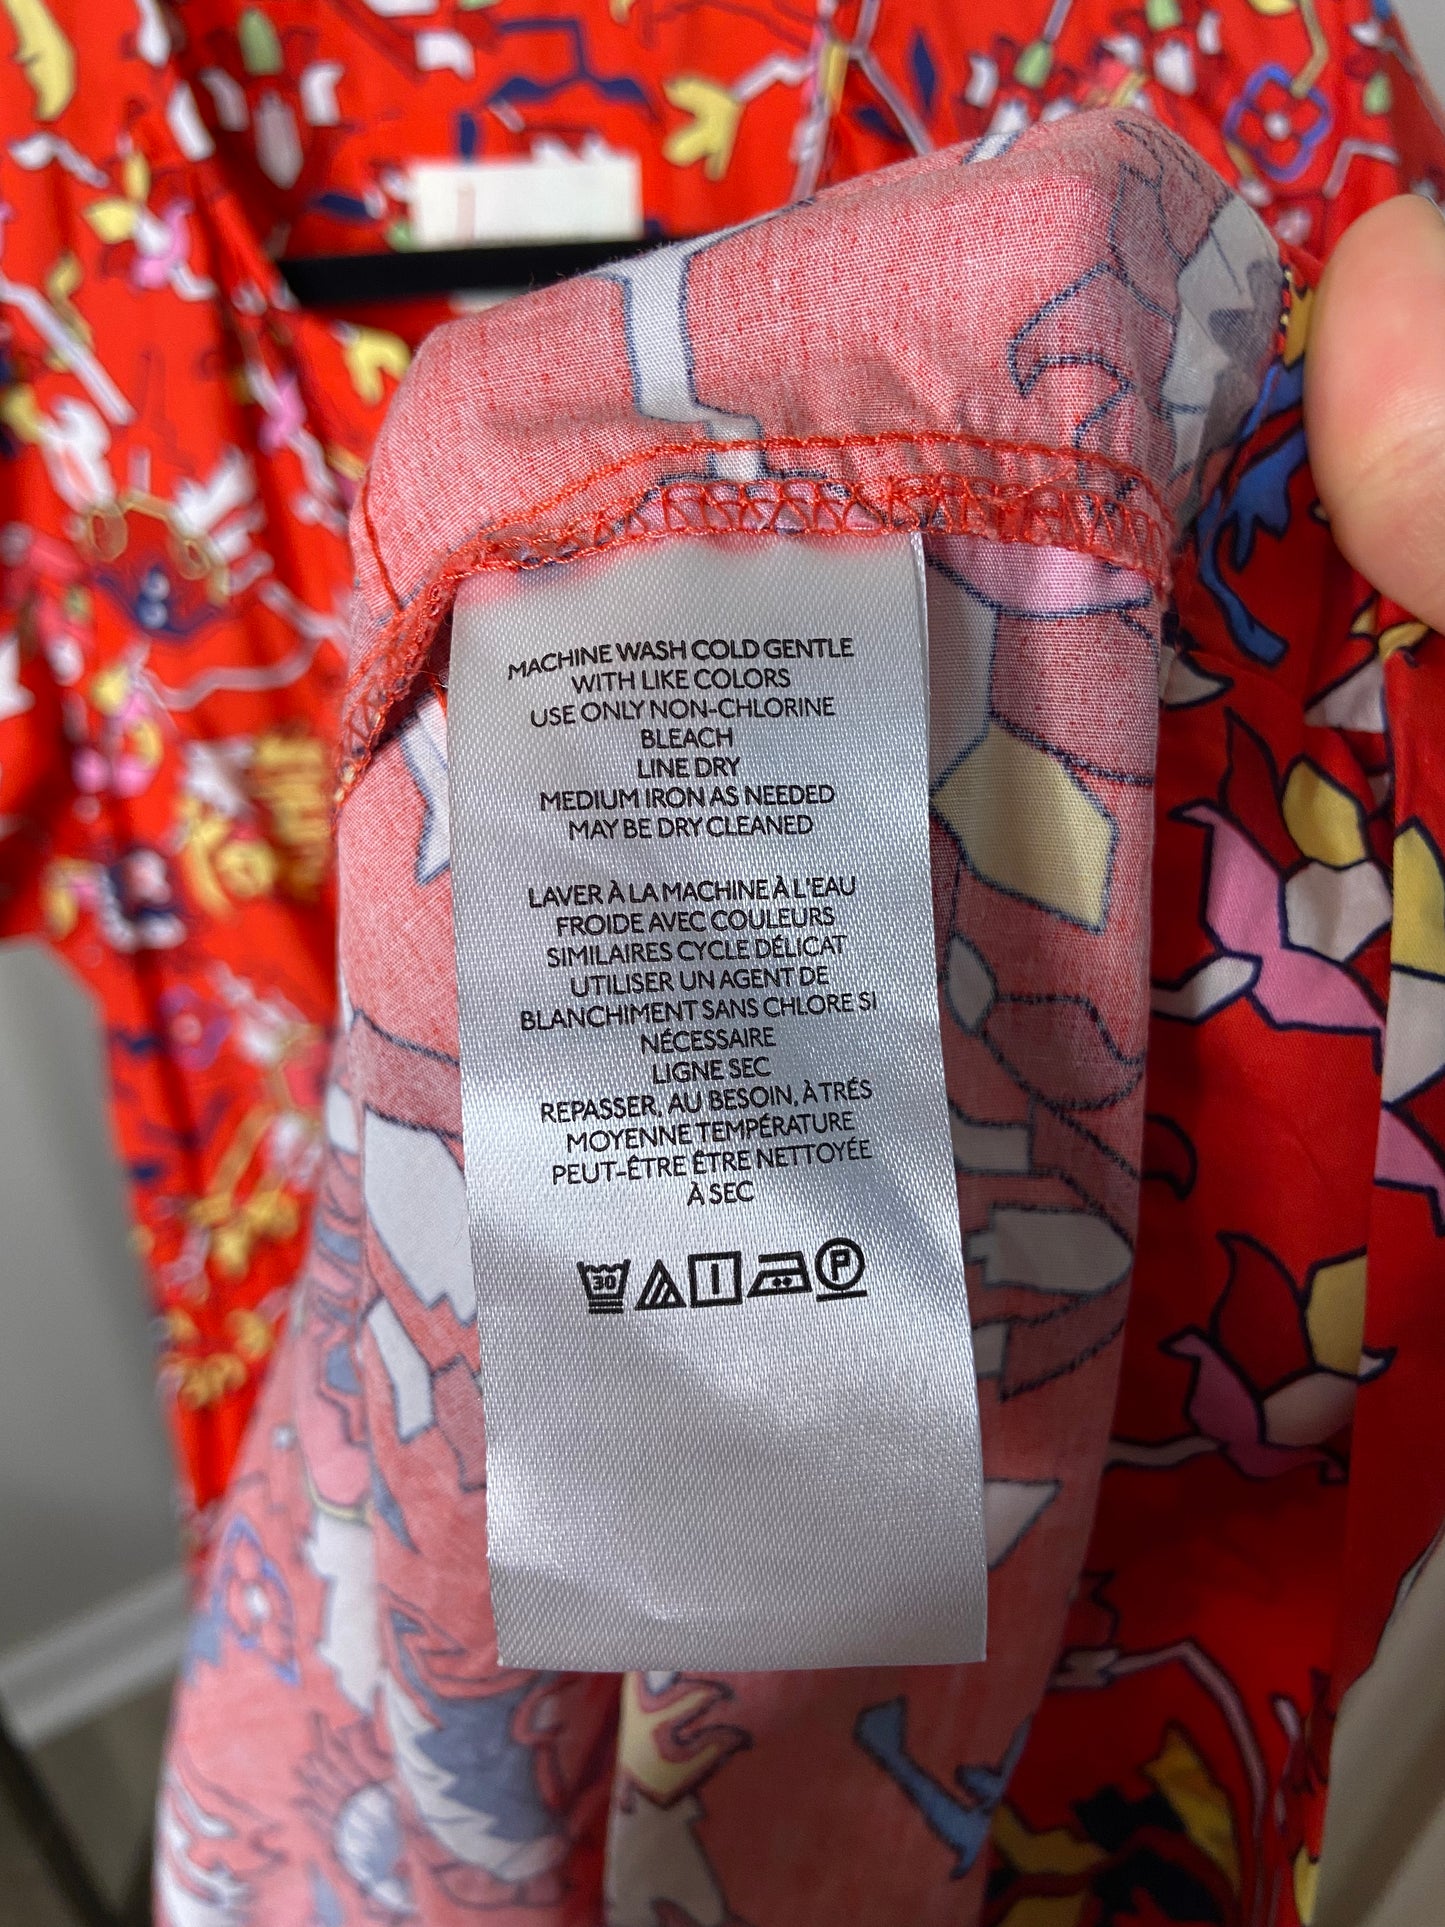 MACHINE WASH COLD GENTLE
WITH LIKE COLORS
USE ONLY NON-CHLORINE
BLEACH
LINE DRY
MEDIUM IRON AS NEEDED
MAY BE DRY CLEANED
LAVER À LA MACHINE À L'EAU
FROIDE AVEC COULEURS
SIMILAIRES CYCLE DÉLICAT
UTILISER UN AGENT DE
BLANCHIMENT SANS CHLORE SI
NÉCESSAIRE
LIGNE SEC
REPASSER, AU BESOIN, À TRÉS
MOYENNE TEMPÉRATURE
PEUT-ÊTRE ÊTRE NETTOYÉE
À SEC
30 P